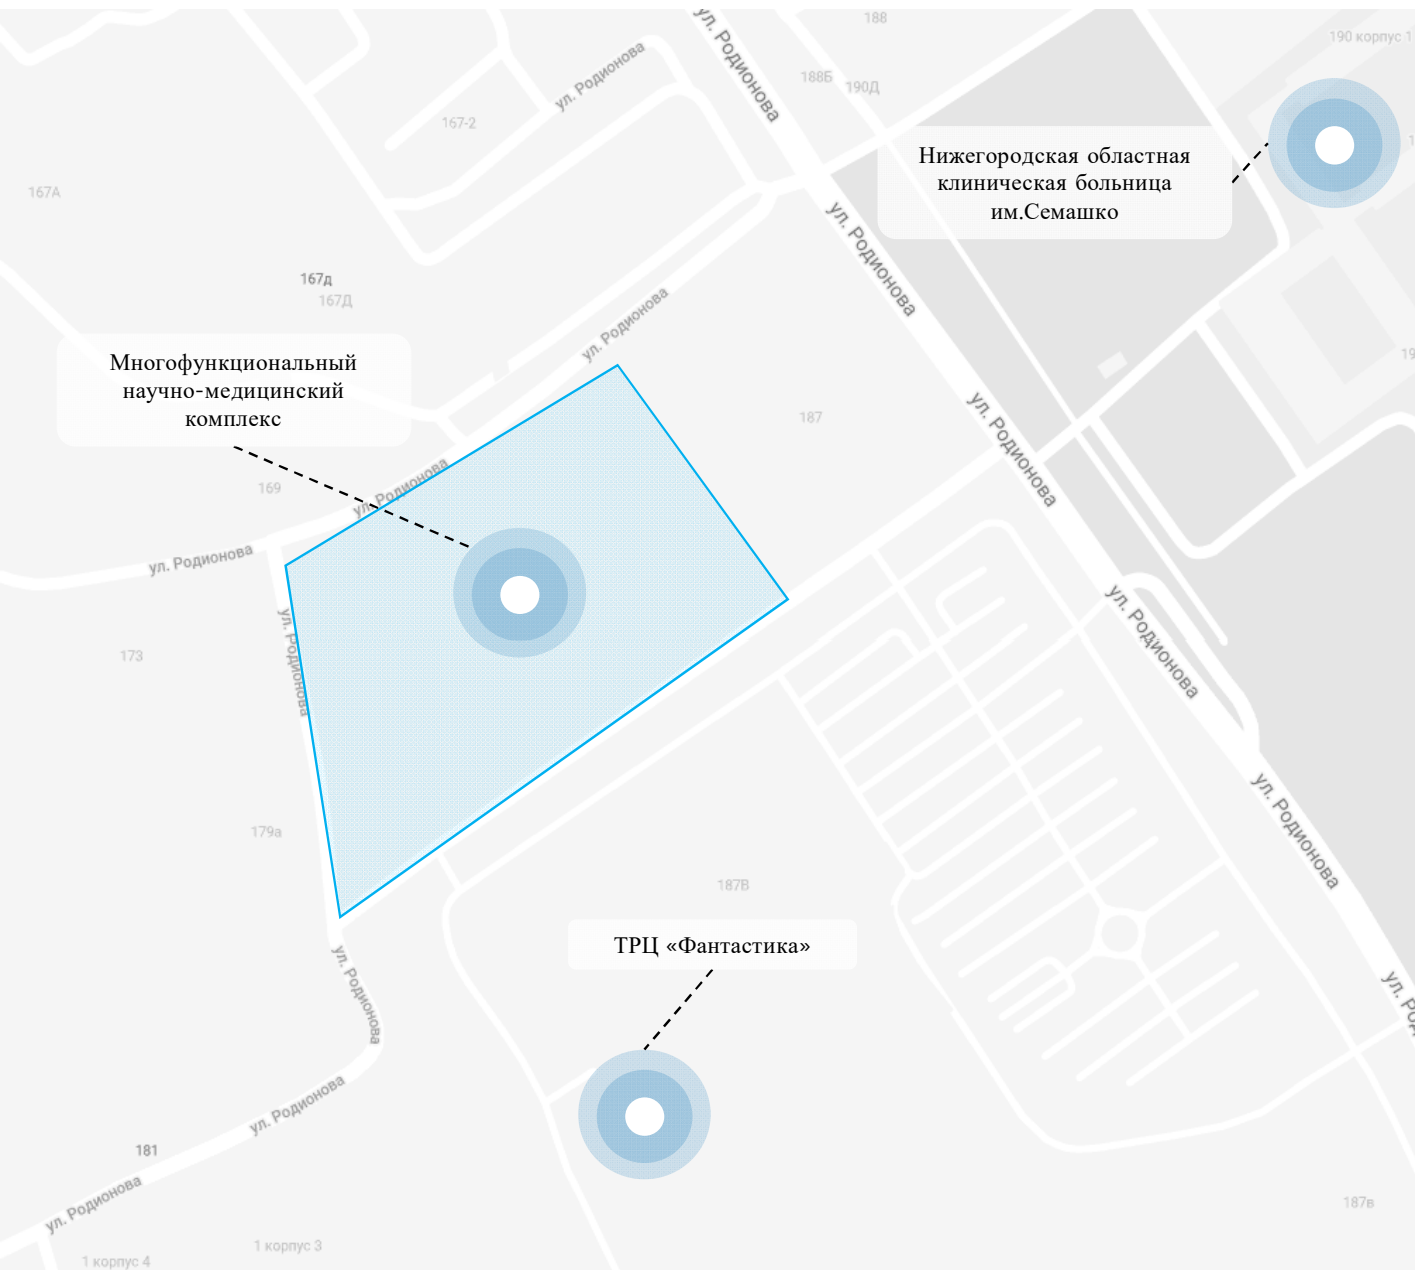 188
190 корпус 1
ул. Родионова
ул. Родионова
188Б
190Д
167-2
Нижегородская областная
клиническая больница
им.Семашко
167А
ул. Родионова
167д
167Д
ул. Родионова
Многофункциональный
научно-медицинский
комплекс
187
ул. Родионова
169
ул. Родионова
ул. Родионова
ул. Родионова
ул. Родионова
173
179а
ул. Родионова
187В
ТРЦ «Фантастика»
ул. Родионова
ул. Родионова
181
ул. Родионова
187в
1 корпус 3
1 корпус 4